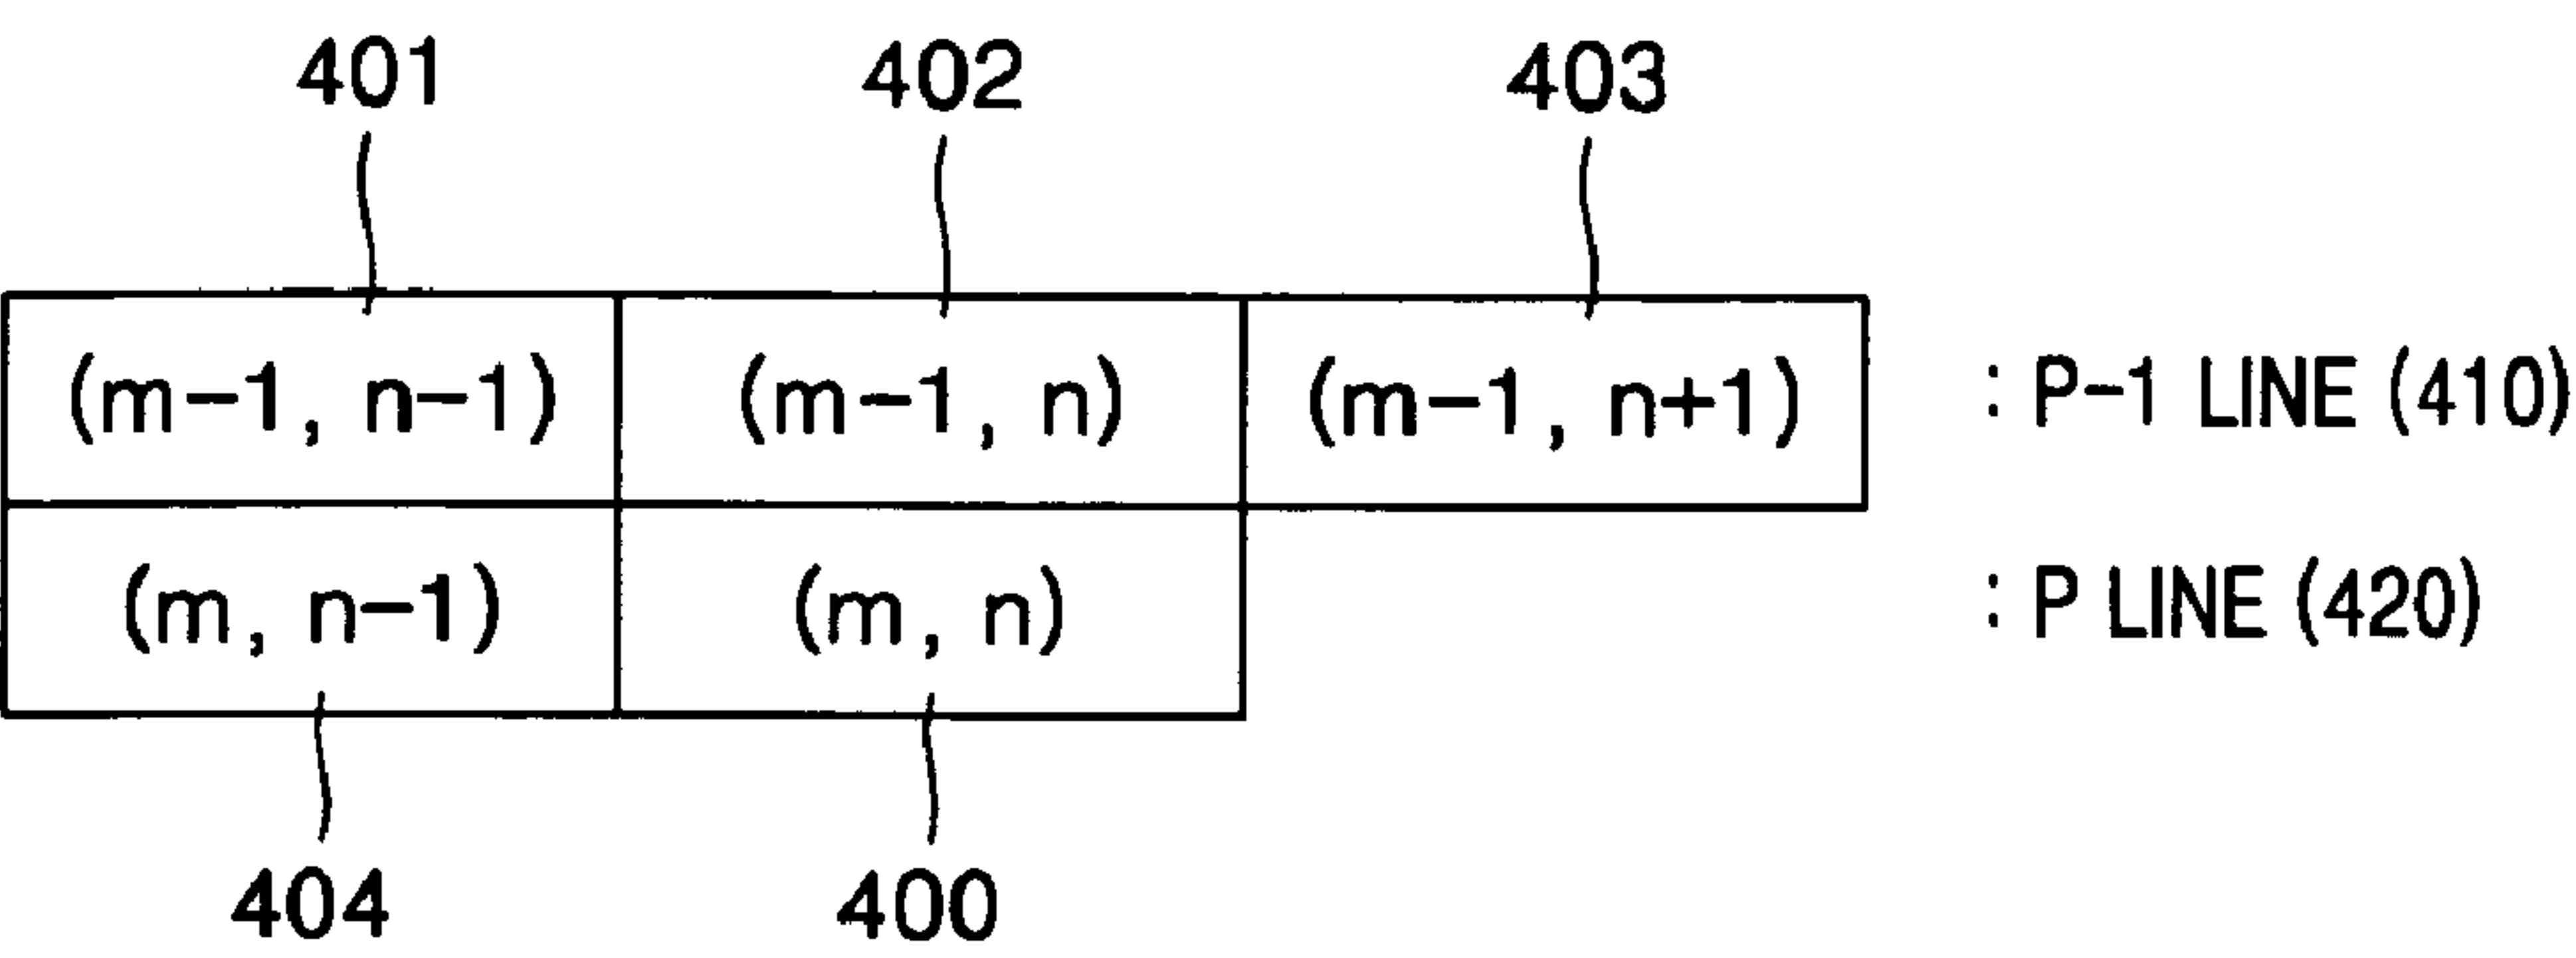 401 402 403
(m-1, n-1) (m-1, n) (m-1, n+1) : P-1 LINE (410)
(m, n-1) (m, n) : P LINE (420)
404 400